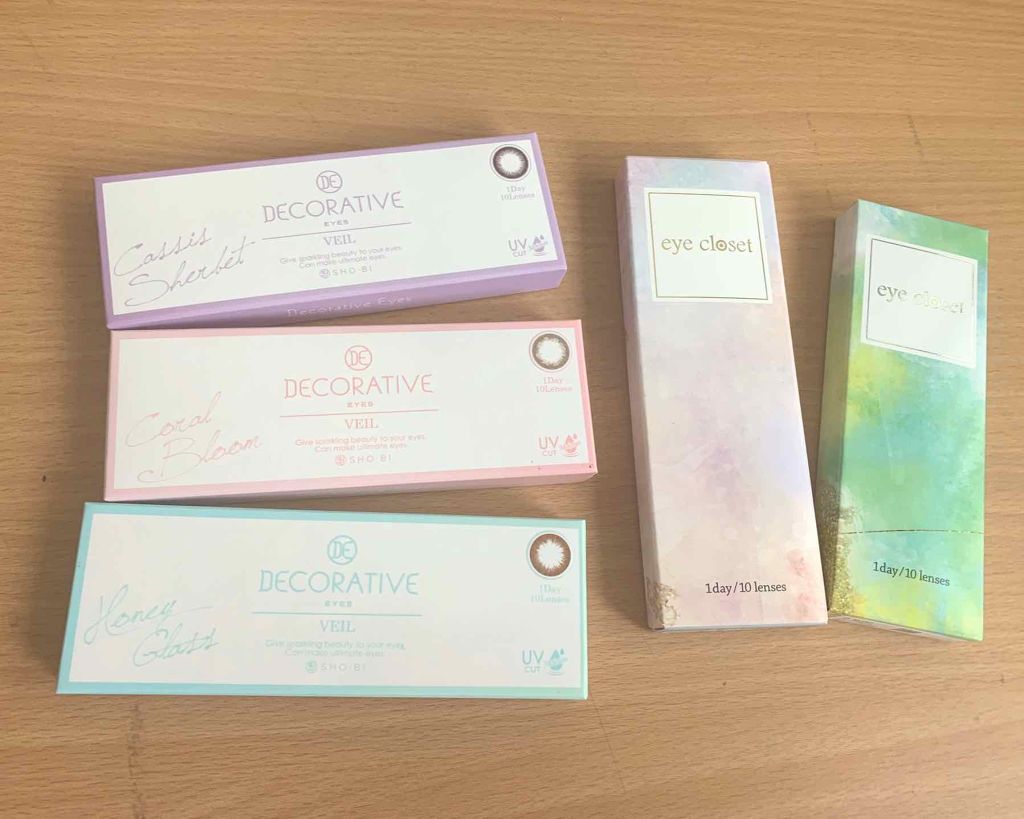 DE
DECORATIVE
EYES
VEIL
Give sparkling beauty to your eyes.
Can make ultimate eyes.
SHO-BI
Cassis
Sherbet
1Day
10Lenses
UV
CUT
Decorative Eyes
DE
DECORATIVE
EYES
VEIL
Give sparkling beauty to your eyes.
Can make ultimate eyes.
SHO-BI
Coral
Bloom
1Day
10Lenses
UV
CUT
DE
DECORATIVE
EYES
VEIL
Give sparkling beauty to your eyes.
Can make ultimate eyes.
SHO-BI
Honey
Glass
1Day
10Lenses
UV
CUT
eye closet
1day/10 lenses
eye closet
1day/10 lenses